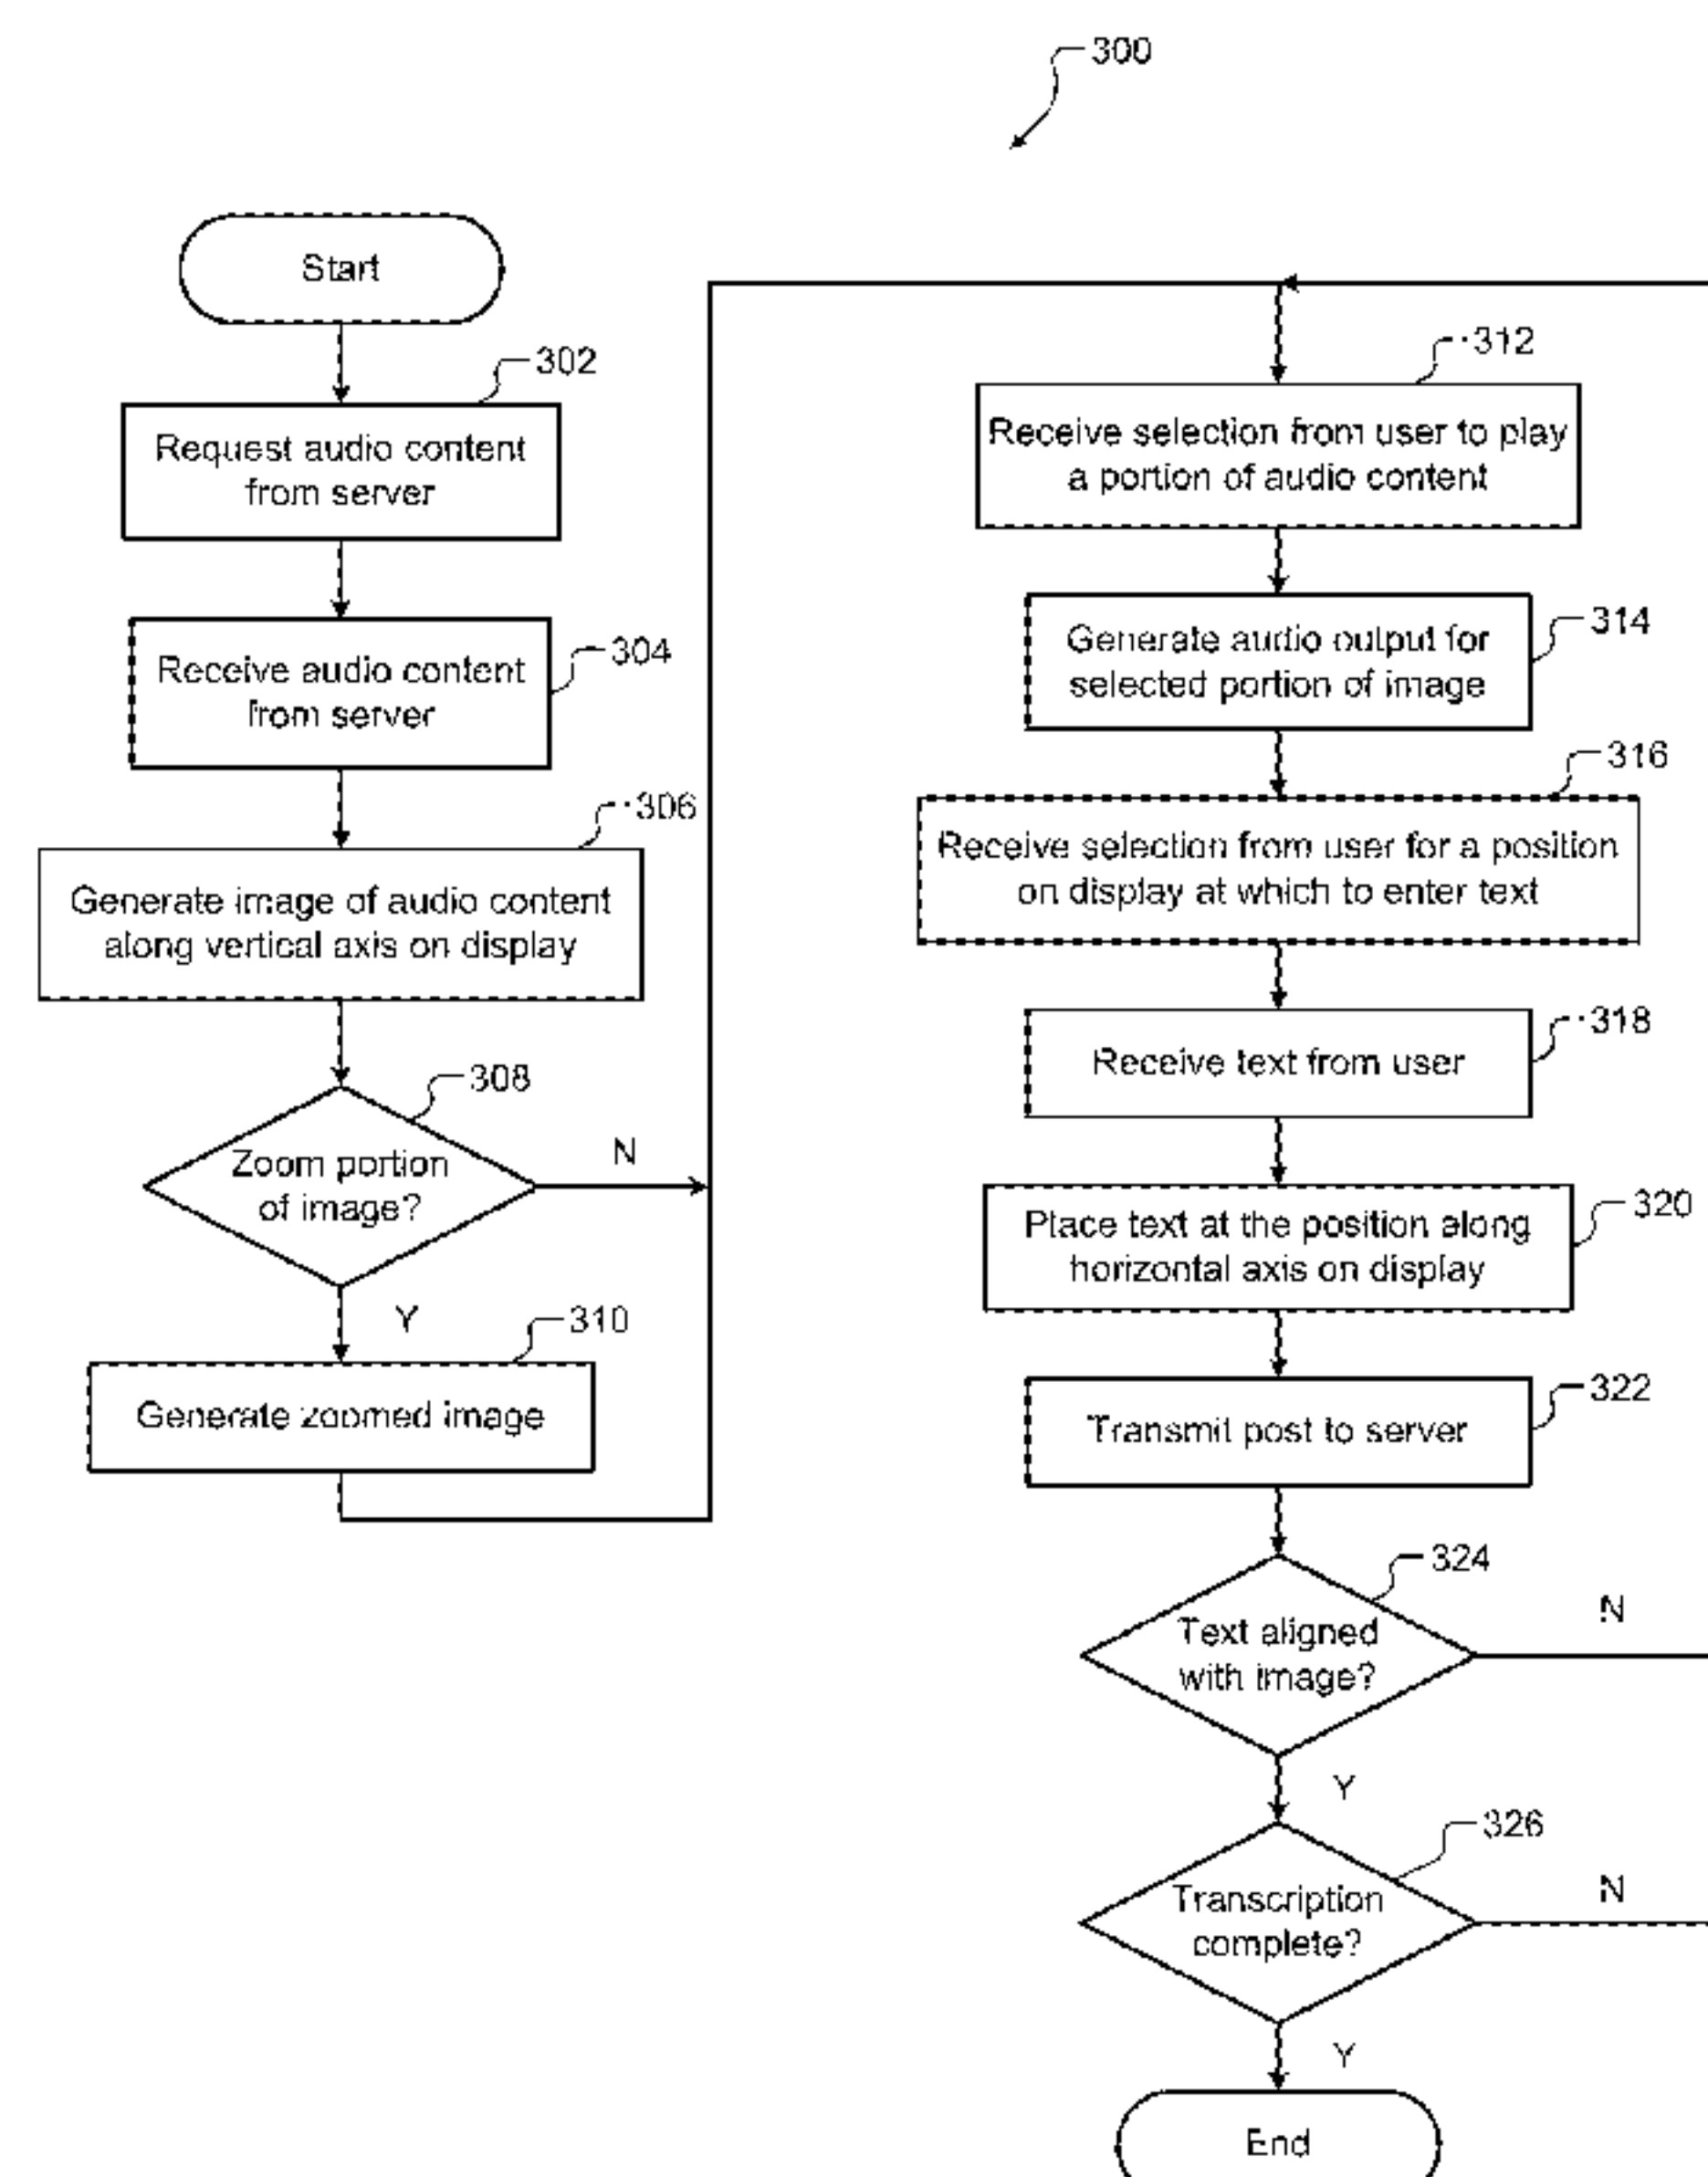 300
Start
302
Request audio content
from server
304
Receive audio content
from server
306
Generate image of audio content
along vertical axis on display
308
Zoom portion
of image?
N
Y
310
Generate zoomed image
312
Receive selection from user to play
a portion of audio content
314
Generate audio output for
selected portion of image
316
Receive selection from user for a position
on display at which to enter text
318
Receive text from user
320
Place text at the position along
horizontal axis on display
322
Transmit post to server
324
Text aligned
with image?
N
Y
326
Transcription
complete?
N
Y
End